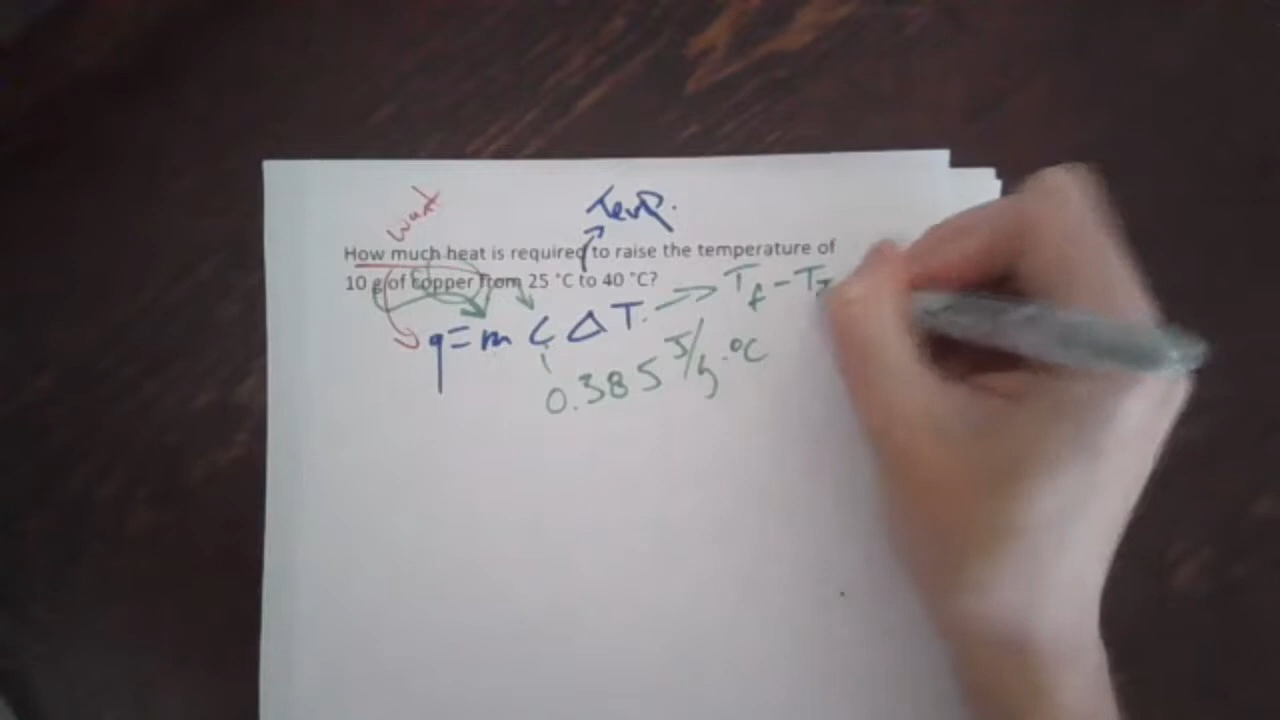 want
Temp.
How much heat is required to raise the temperature of
10 g of copper from 25 °C to 40 °C?
q = m C Δ T. → Tf - TI
0.385 J/g.°C